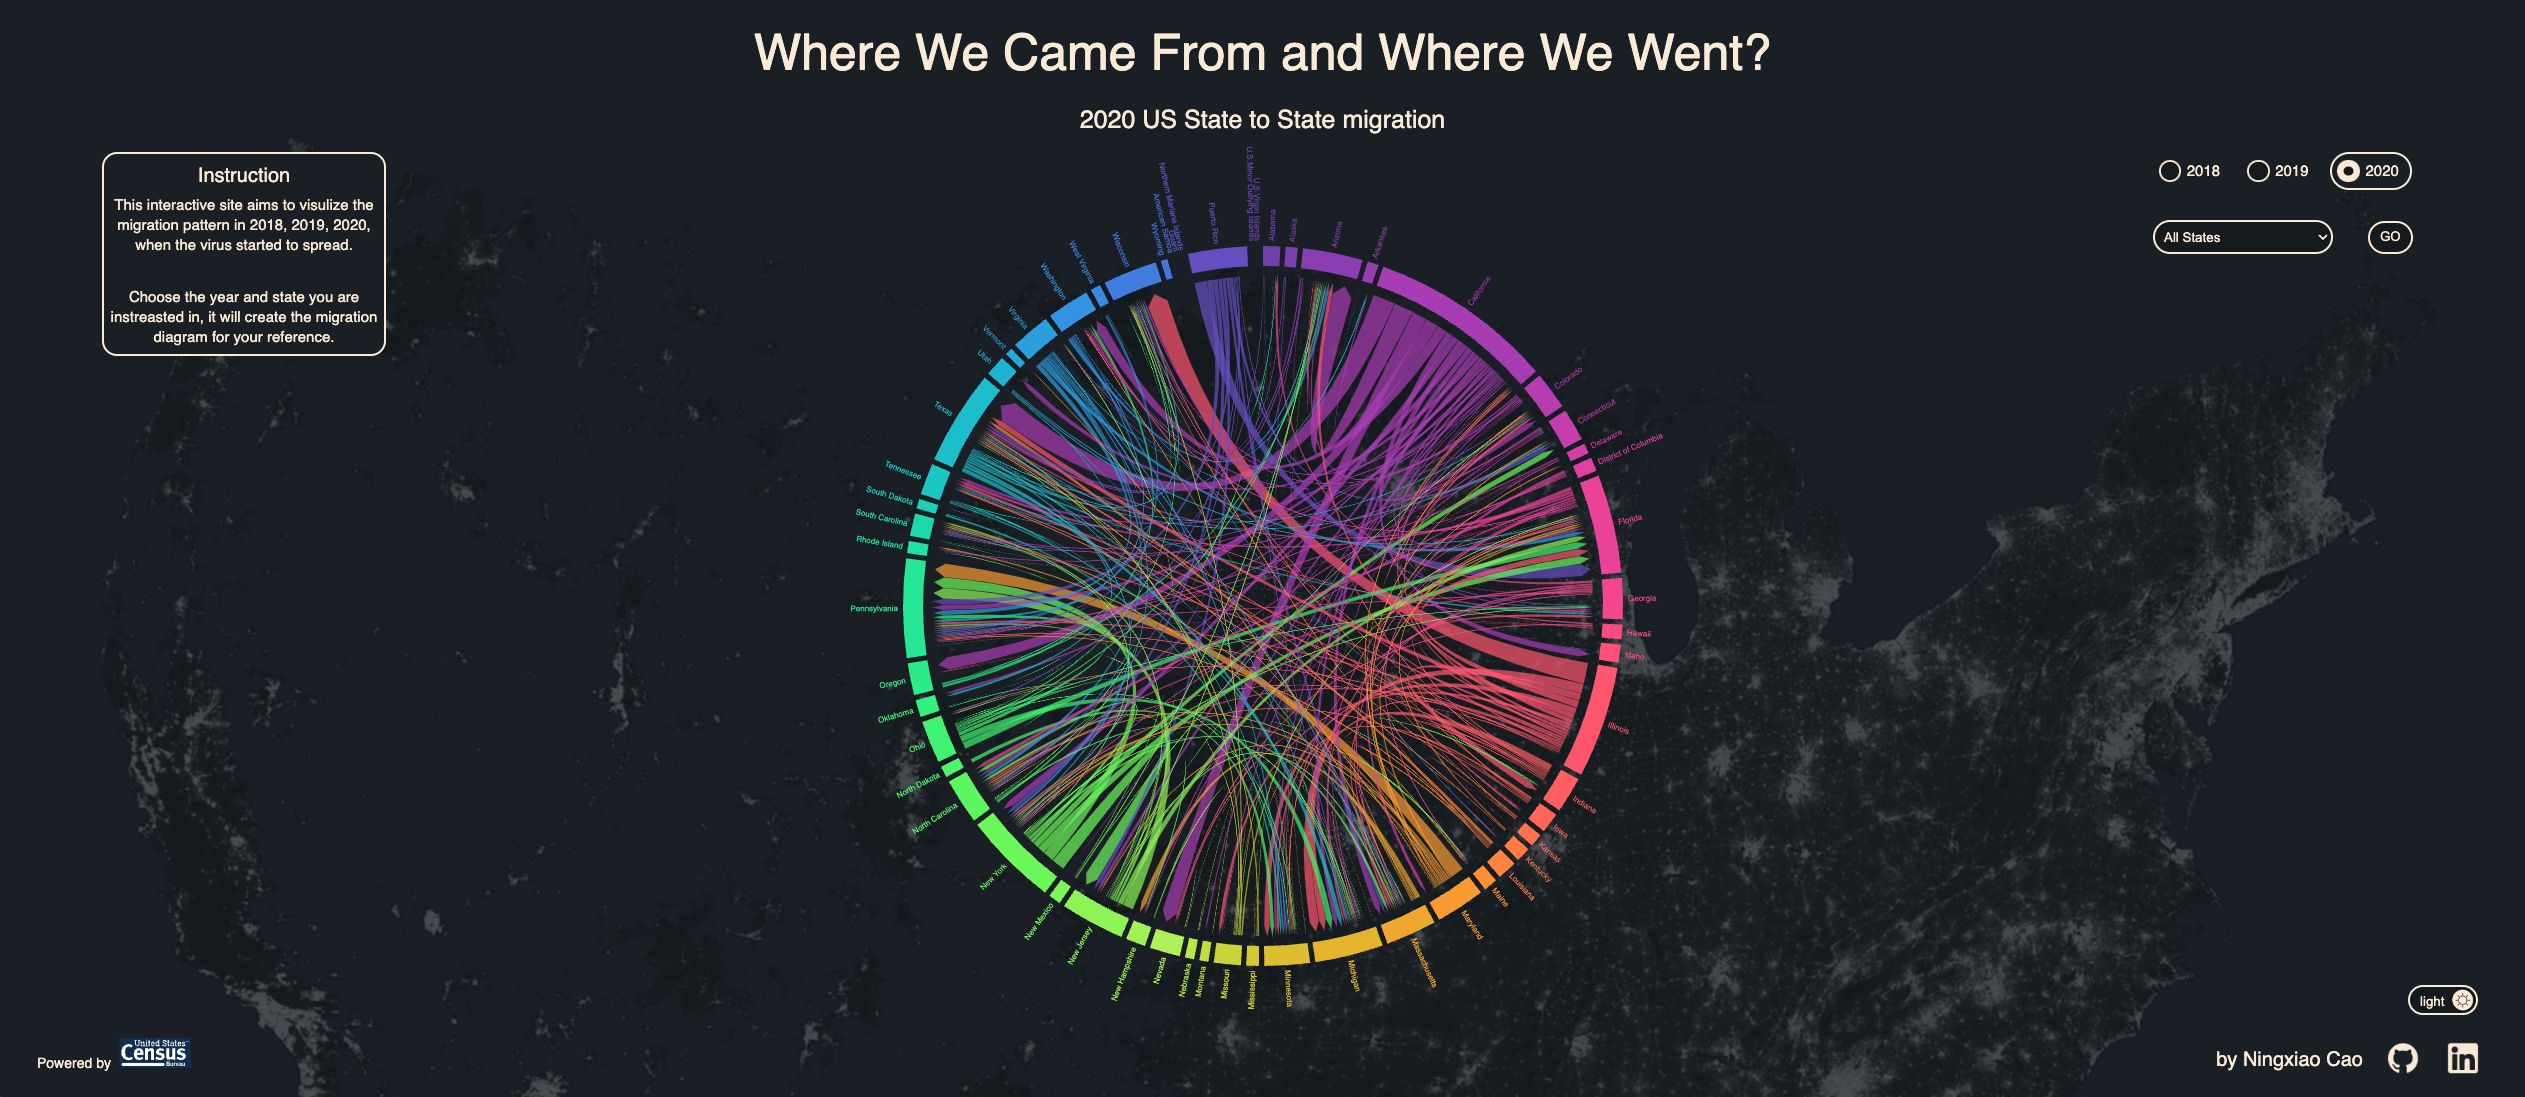 Where We Came From and Where We Went?
2020 US State to State migration
Instruction
This interactive site aims to visulize the
migration pattern in 2018, 2019, 2020,
when the virus started to spread.
Choose the year and state you are
instreasted in, it will create the migration
diagram for your reference.
2018
2019
2020
All States
GO
Alabama
Alaska
Arizona
Arkansas
California
Colorado
Connecticut
Delaware
District of Columbia
Florida
Georgia
Hawaii
Idaho
Illinois
Indiana
Iowa
Kansas
Kentucky
Louisiana
Maine
Maryland
Massachusetts
Michigan
Minnesota
Mississippi
Missouri
Montana
Nebraska
Nevada
New Hampshire
New Jersey
New Mexico
New York
North Carolina
North Dakota
Ohio
Oklahoma
Oregon
Pennsylvania
Rhode Island
South Carolina
South Dakota
Tennessee
Texas
Utah
Vermont
Virginia
Washington
West Virginia
Wisconsin
Wyoming
American Samoa
Guam
Northern Mariana Islands
Puerto Rico
U.S Minor Outlying Islands
U.S Virgin Islands
light
Powered by
United States
Census
Bureau
by Ningxiao Cao
in